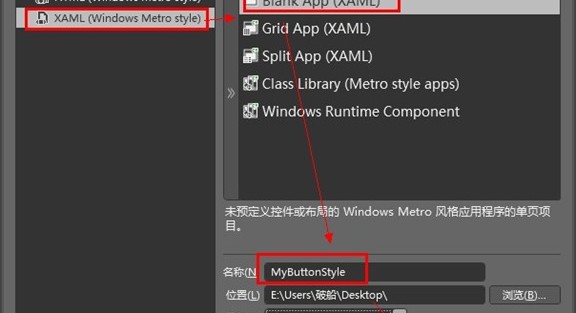 XAML (Windows Metro style)
Blank App (XAML)
Grid App (XAML)
Split App (XAML)
Class Library (Metro style apps)
Windows Runtime Component
未预定义控件或布局的 Windows Metro 风格应用程序的单页项
目。
名称(N) MyButtonStyle
位置(L) E:\Users\破船\Desktop\ 浏览(B)...